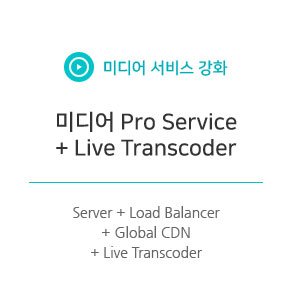 미디어 서비스 강화
미디어 Pro Service
+ Live Transcoder
Server + Load Balancer
+ Global CDN
+ Live Transcoder